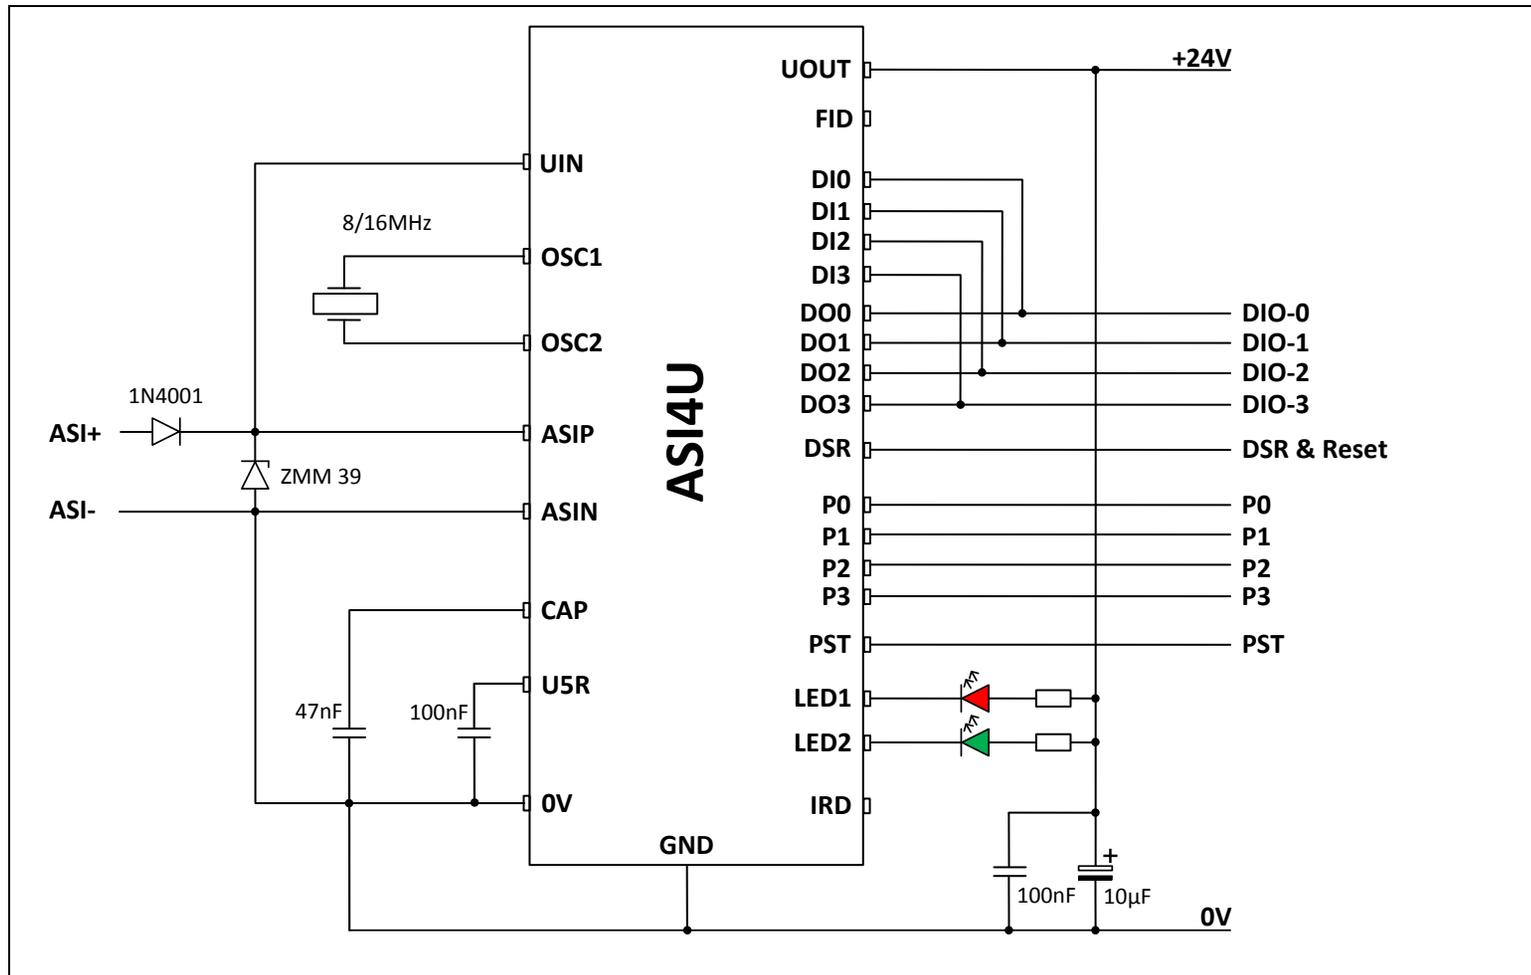 +24V
UOUT
FID
UIN
DI0
8/16MHz
DI1
DI2
OSC1
DI3
DO0
DIO-0
OSC2
DO1
DIO-1
DO2
DIO-2
1N4001
DO3
DIO-3
ASI+
ASIP
ASI4U
DSR
DSR & Reset
ZMM 39
ASI-
ASIN
P0
P0
P1
P1
P2
P2
CAP
P3
P3
PST
PST
U5R
LED1
47nF
100nF
LED2
0V
IRD
GND
+
100nF
10µF
0V